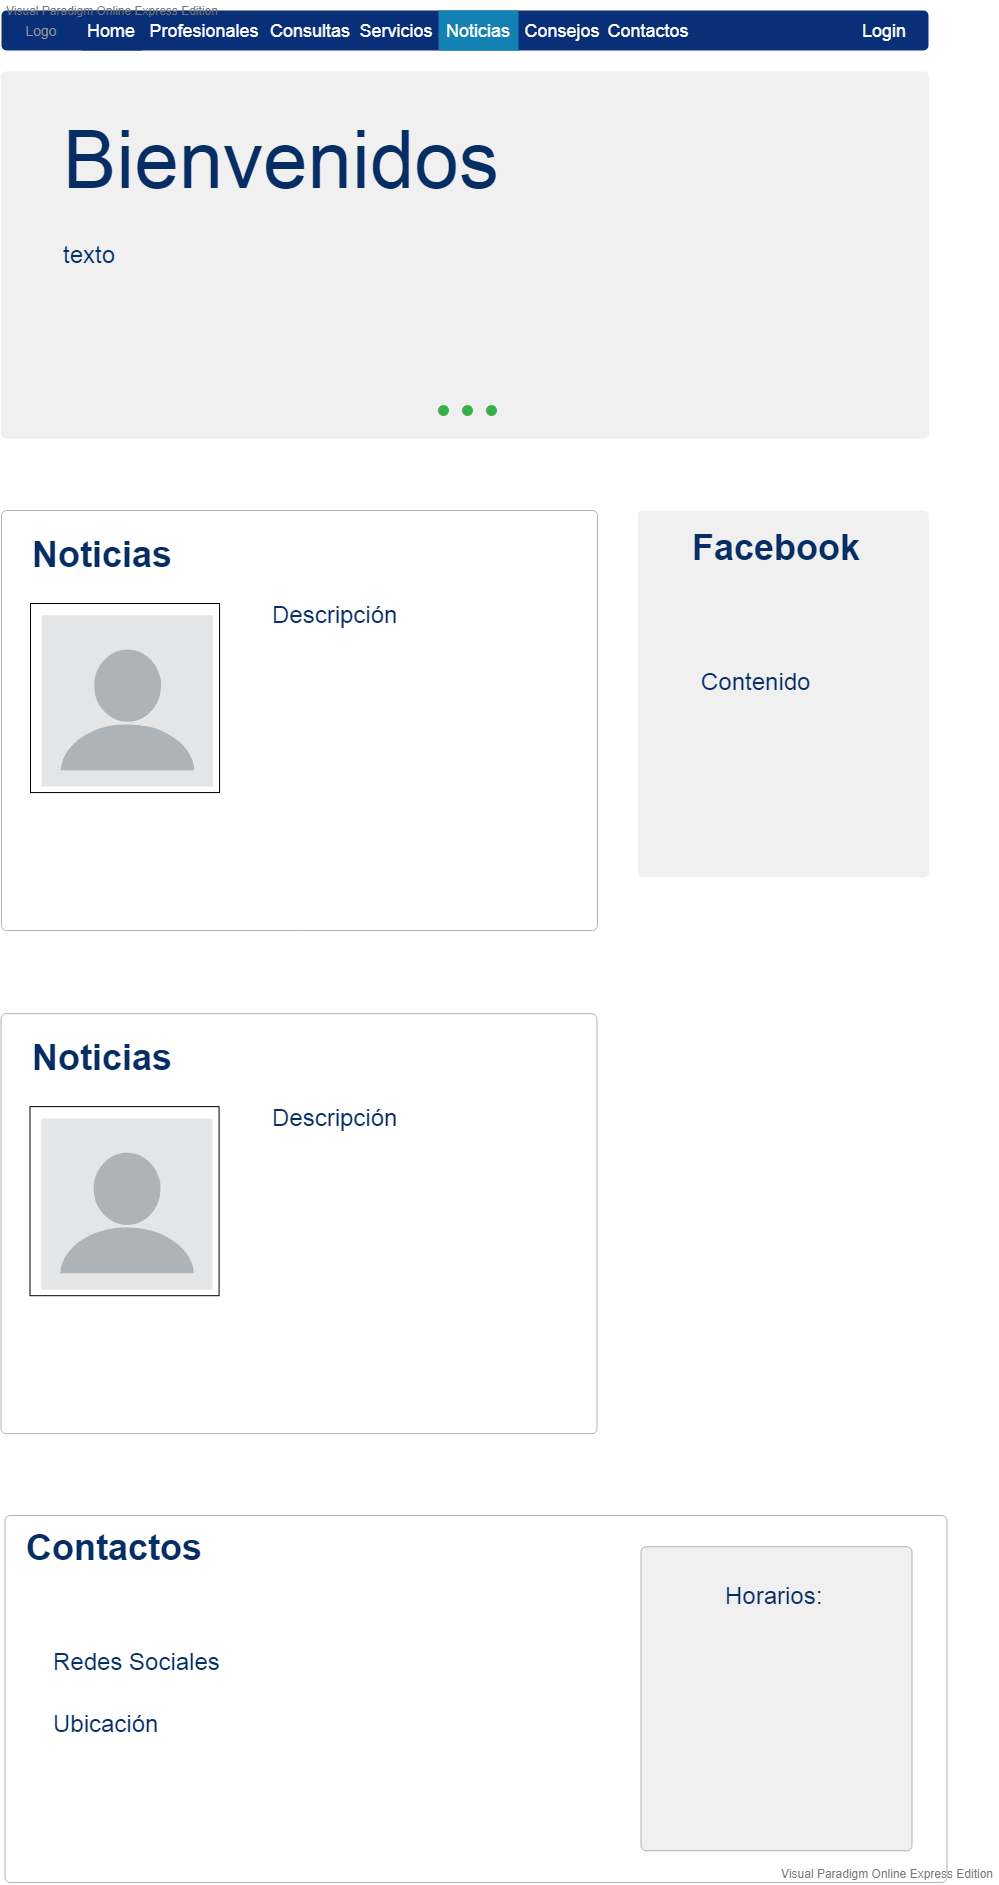 Visual Paradigm Online Express Edition
Logo Home Profesionales Consultas Servicios Noticias Consejos Contactos Login
Bienvenidos
texto
Noticias
Descripción
Facebook
Contenido
Noticias
Descripción
Contactos
Redes Sociales
Ubicación
Horarios:
Visual Paradigm Online Express Edition